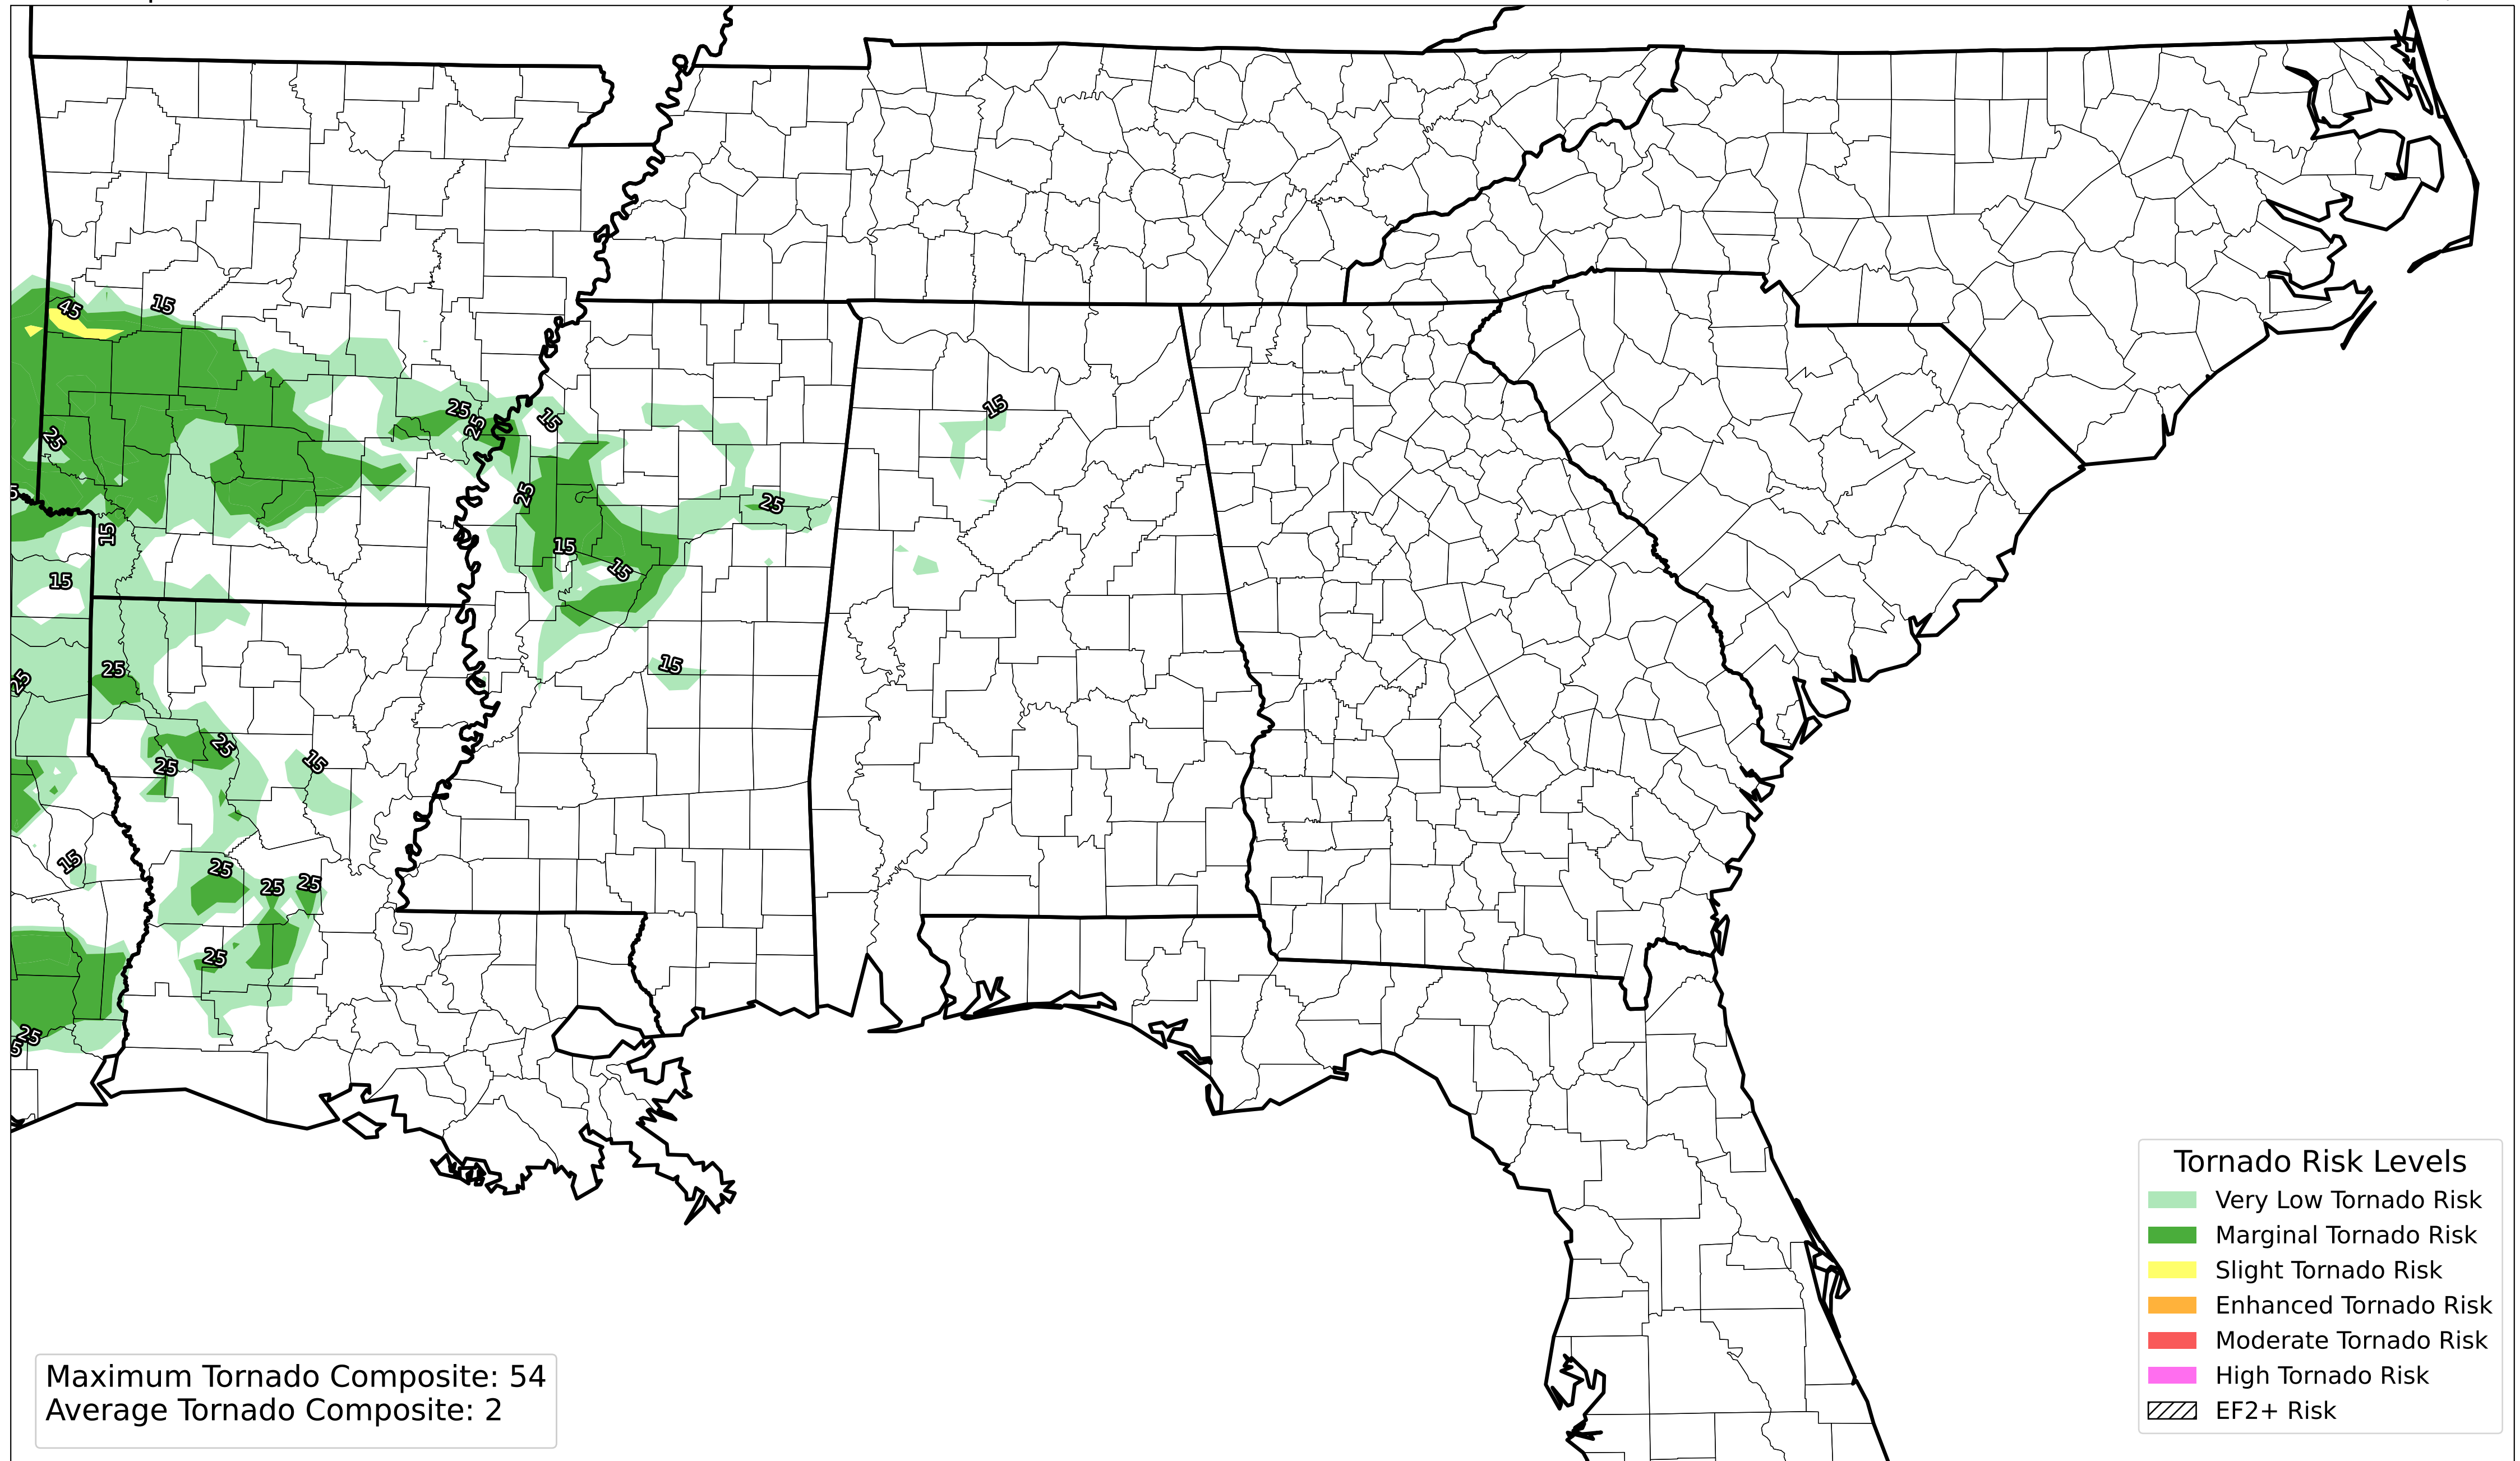 45
15
25
25
25
15
15
25
25
15
15
15
15
25
15
25
25
25
15
15
25
25
25
25
25
Tornado Risk Levels
Very Low Tornado Risk
Marginal Tornado Risk
Slight Tornado Risk
Enhanced Tornado Risk
Moderate Tornado Risk
High Tornado Risk
EF2+ Risk
Maximum Tornado Composite: 54
Average Tornado Composite: 2